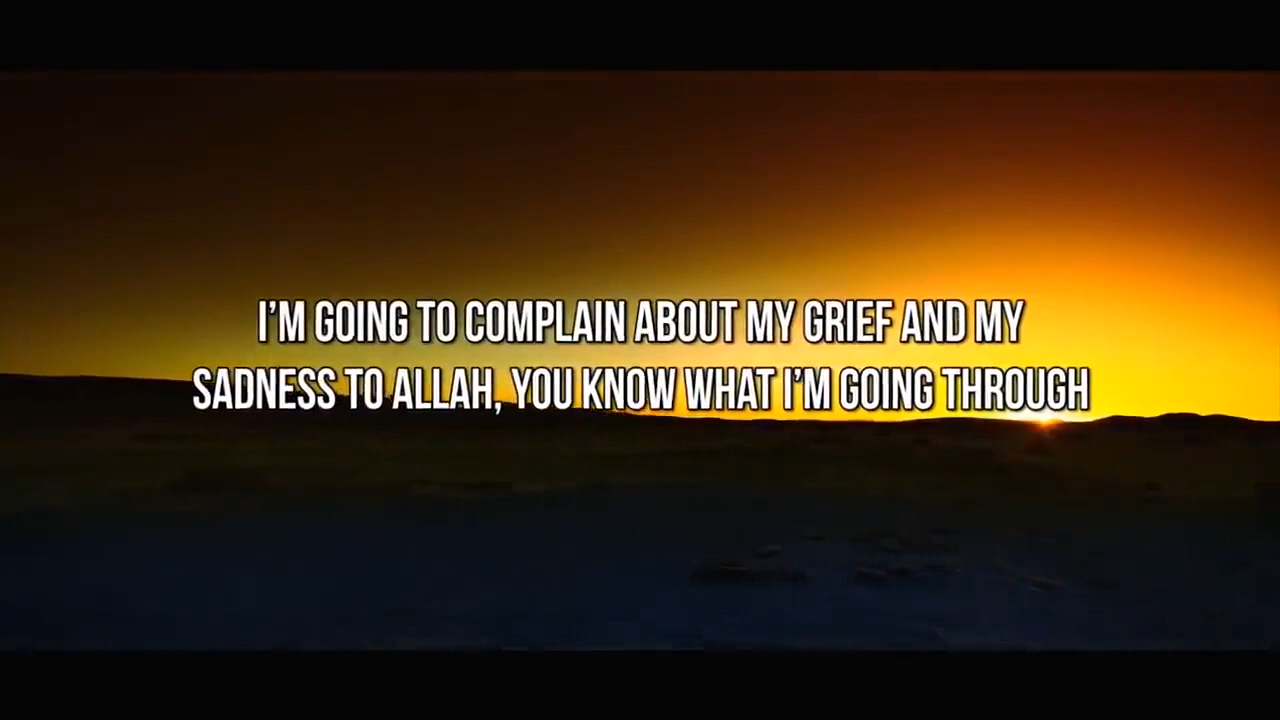 I'M GOING TO COMPLAIN ABOUT MY GRIEF AND MY
SADNESS TO ALLAH, YOU KNOW WHAT I'M GOING THROUGH